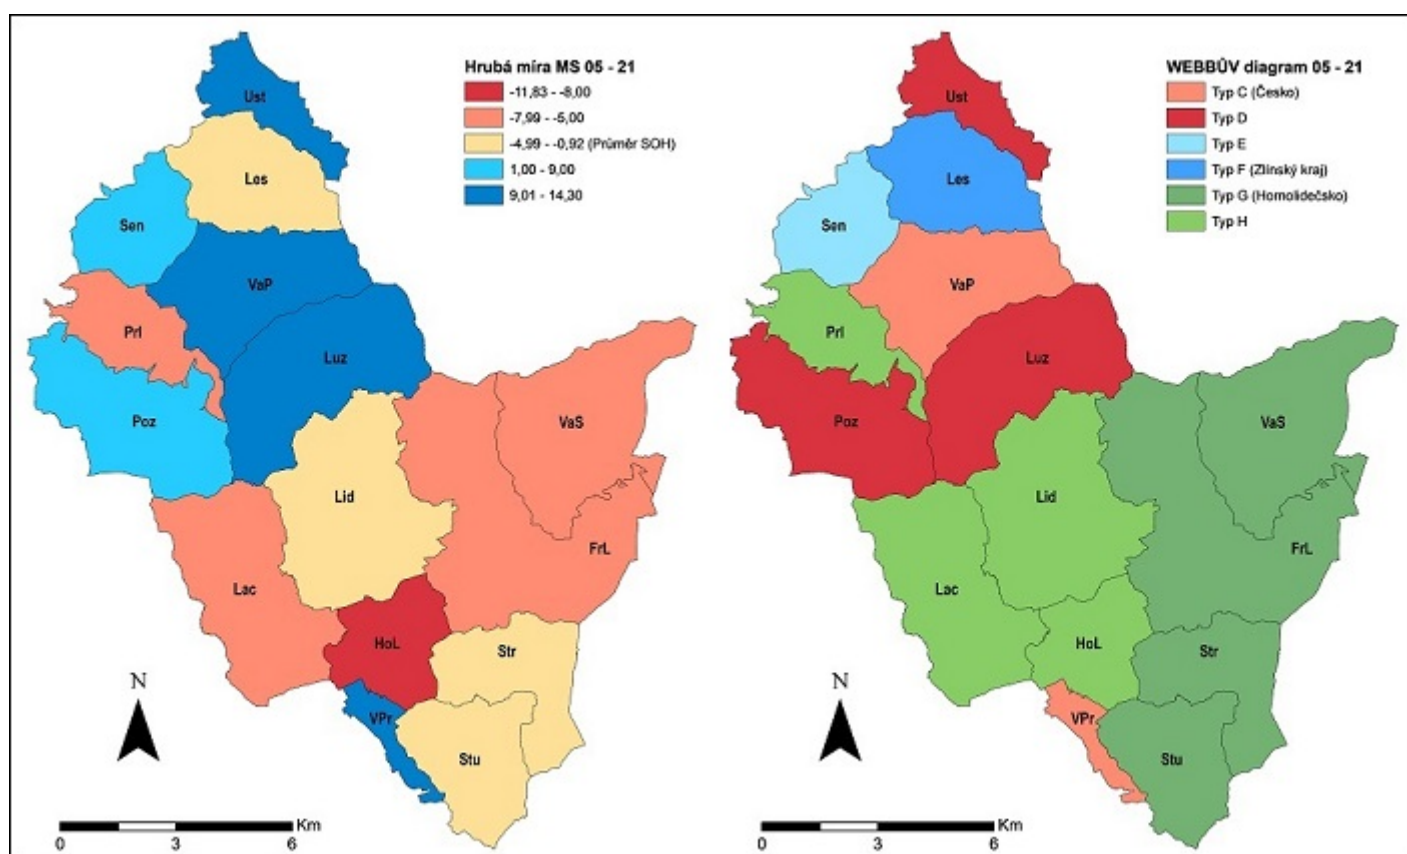 Hrubá míra MS 05 - 21
-11,83 - -8,00
-7,99 - -5,00
-4,99 - -0,92 (Průměr SOH)
1,00 - 9,00
9,01 - 14,30
Ust
Les
Sen
VaP
Prl
Luz
Poz
VaS
Lid
FrL
Lac
HoL
Str
VPr
Stu
N
Km
0 3 6
WEBBŮV diagram 05 - 21
Typ C (Česko)
Typ D
Typ E
Typ F (Zlínský kraj)
Typ G (Hornolidečsko)
Typ H
Ust
Les
Sen
VaP
Prl
Luz
Poz
VaS
Lid
FrL
Lac
HoL
Str
VPr
Stu
N
Km
0 3 6